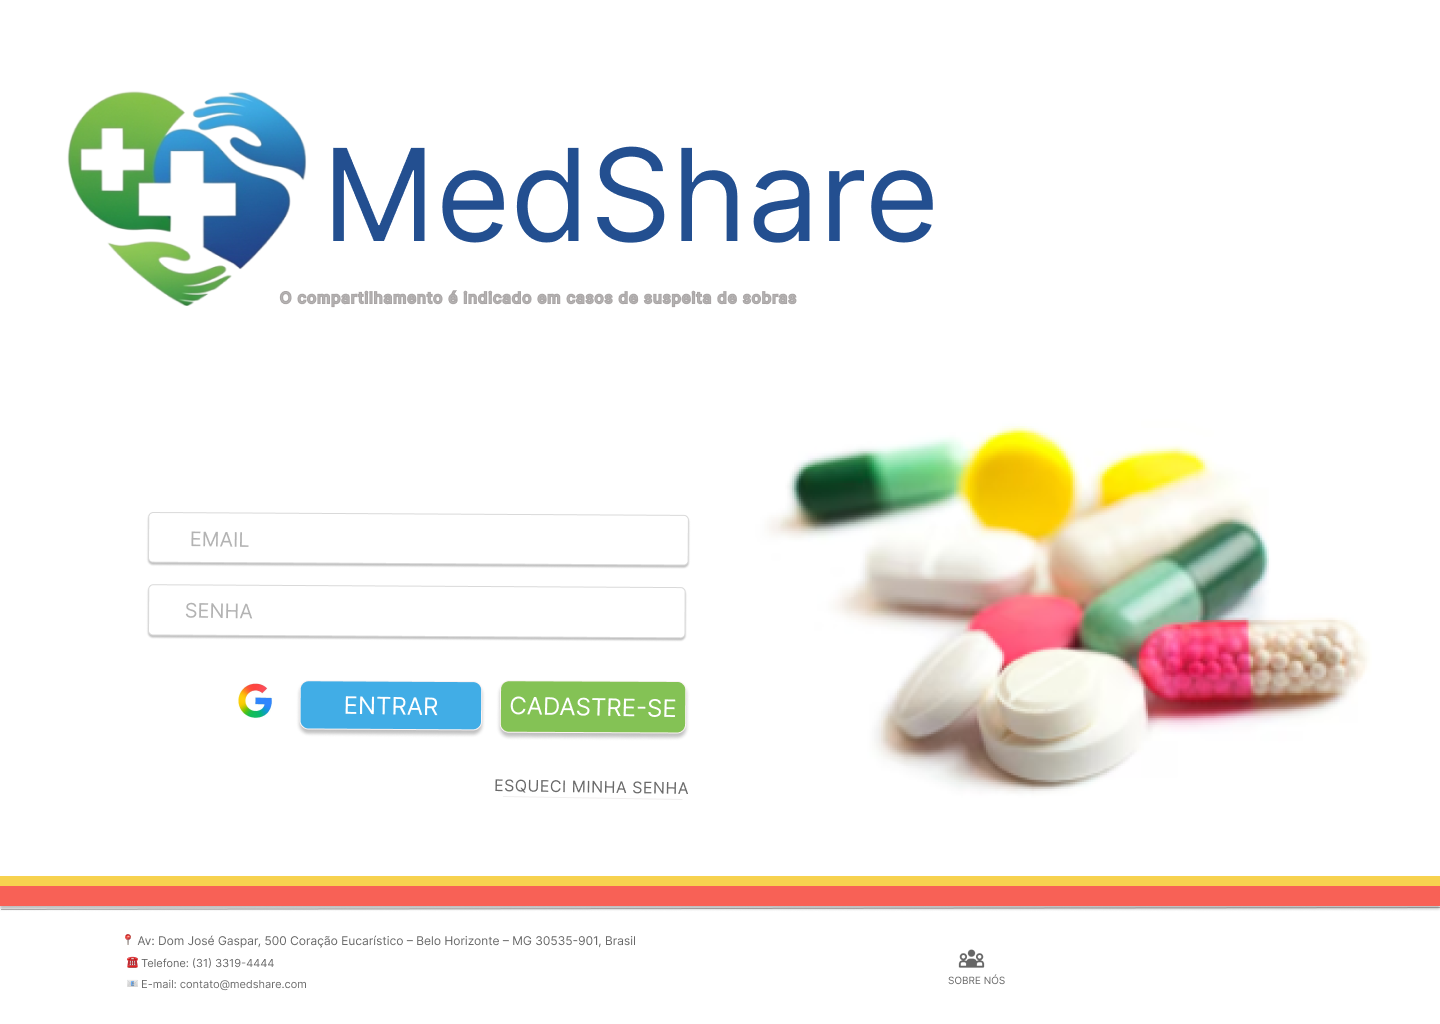 MedShare
O compartilhamento é indicado em casos de suspeita de sobras
EMAIL
SENHA
ENTRAR
CADASTRE-SE
ESQUECI MINHA SENHA
Av: Dom José Gaspar, 500 Coração Eucarístico – Belo Horizonte – MG 30535-901, Brasil
Telefone: (31) 3319-4444
E-mail: contato@medshare.com
SOBRE NÓS